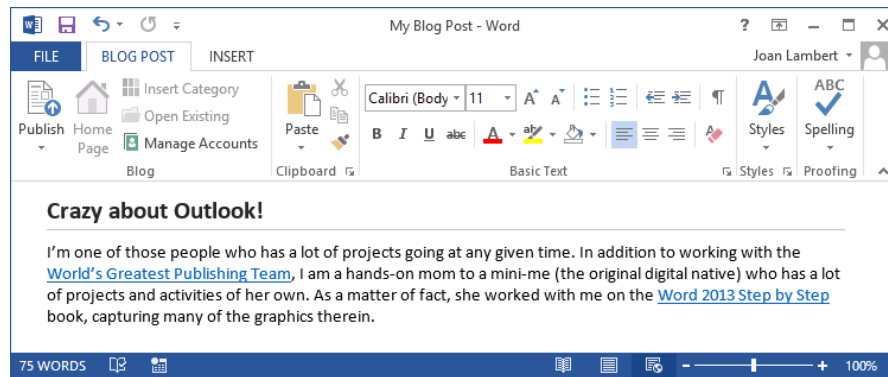 My Blog Post - Word
FILE BLOG POST INSERT Joan Lambert
Publish Home Page Insert Category
Open Existing
Manage Accounts
Paste
Calibri (Body 11
B I U abc A aby
Styles
ABC
Spelling
Blog Clipboard Basic Text Styles Proofing
Crazy about Outlook!
I’m one of those people who has a lot of projects going at any given time. In addition to working with the
World’s Greatest Publishing Team, I am a hands-on mom to a mini-me (the original digital native) who has a lot
of projects and activities of her own. As a matter of fact, she worked with me on the Word 2013 Step by Step
book, capturing many of the graphics therein.
75 WORDS 100%